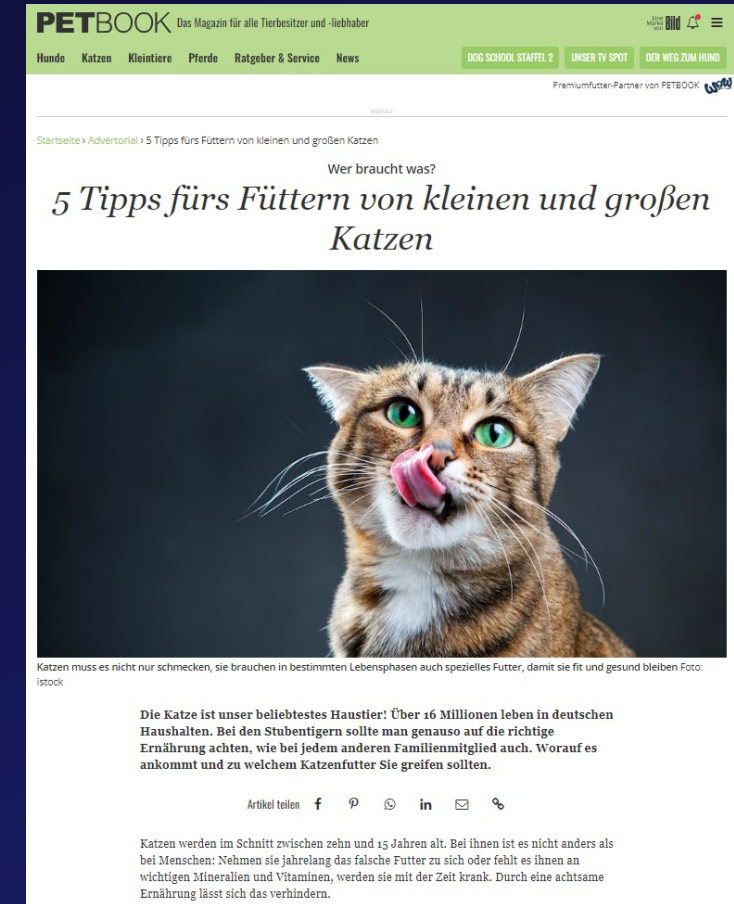 PETBOOK Das Magazin für alle Tierbesitzer und -liebhaber
Eine Marke von Bild
Hunde Katzen Kleintiere Pferde Ratgeber & Service News
DOG SCHOOL STAFFEL 2 UNSER TV SPOT DER WEG ZUM HUND
Premiumfutter-Partner von PETBOOK WOW
ANZEIGE
Startseite › Advertorial › 5 Tipps fürs Füttern von kleinen und großen Katzen
Wer braucht was?
5 Tipps fürs Füttern von kleinen und großen
Katzen
Katzen muss es nicht nur schmecken, sie brauchen in bestimmten Lebensphasen auch spezielles Futter, damit sie fit und gesund bleiben Foto:
istock
Die Katze ist unser beliebtestes Haustier! Über 16 Millionen leben in deutschen
Haushalten. Bei den Stubentigern sollte man genauso auf die richtige
Ernährung achten, wie bei jedem anderen Familienmitglied auch. Worauf es
ankommt und zu welchem Katzenfutter Sie greifen sollten.
Artikel teilen
Katzen werden im Schnitt zwischen zehn und 15 Jahren alt. Bei ihnen ist es nicht anders als
bei Menschen: Nehmen sie jahrelang das falsche Futter zu sich oder fehlt es ihnen an
wichtigen Mineralien und Vitaminen, werden sie mit der Zeit krank. Durch eine achtsame
Ernährung lässt sich das verhindern.